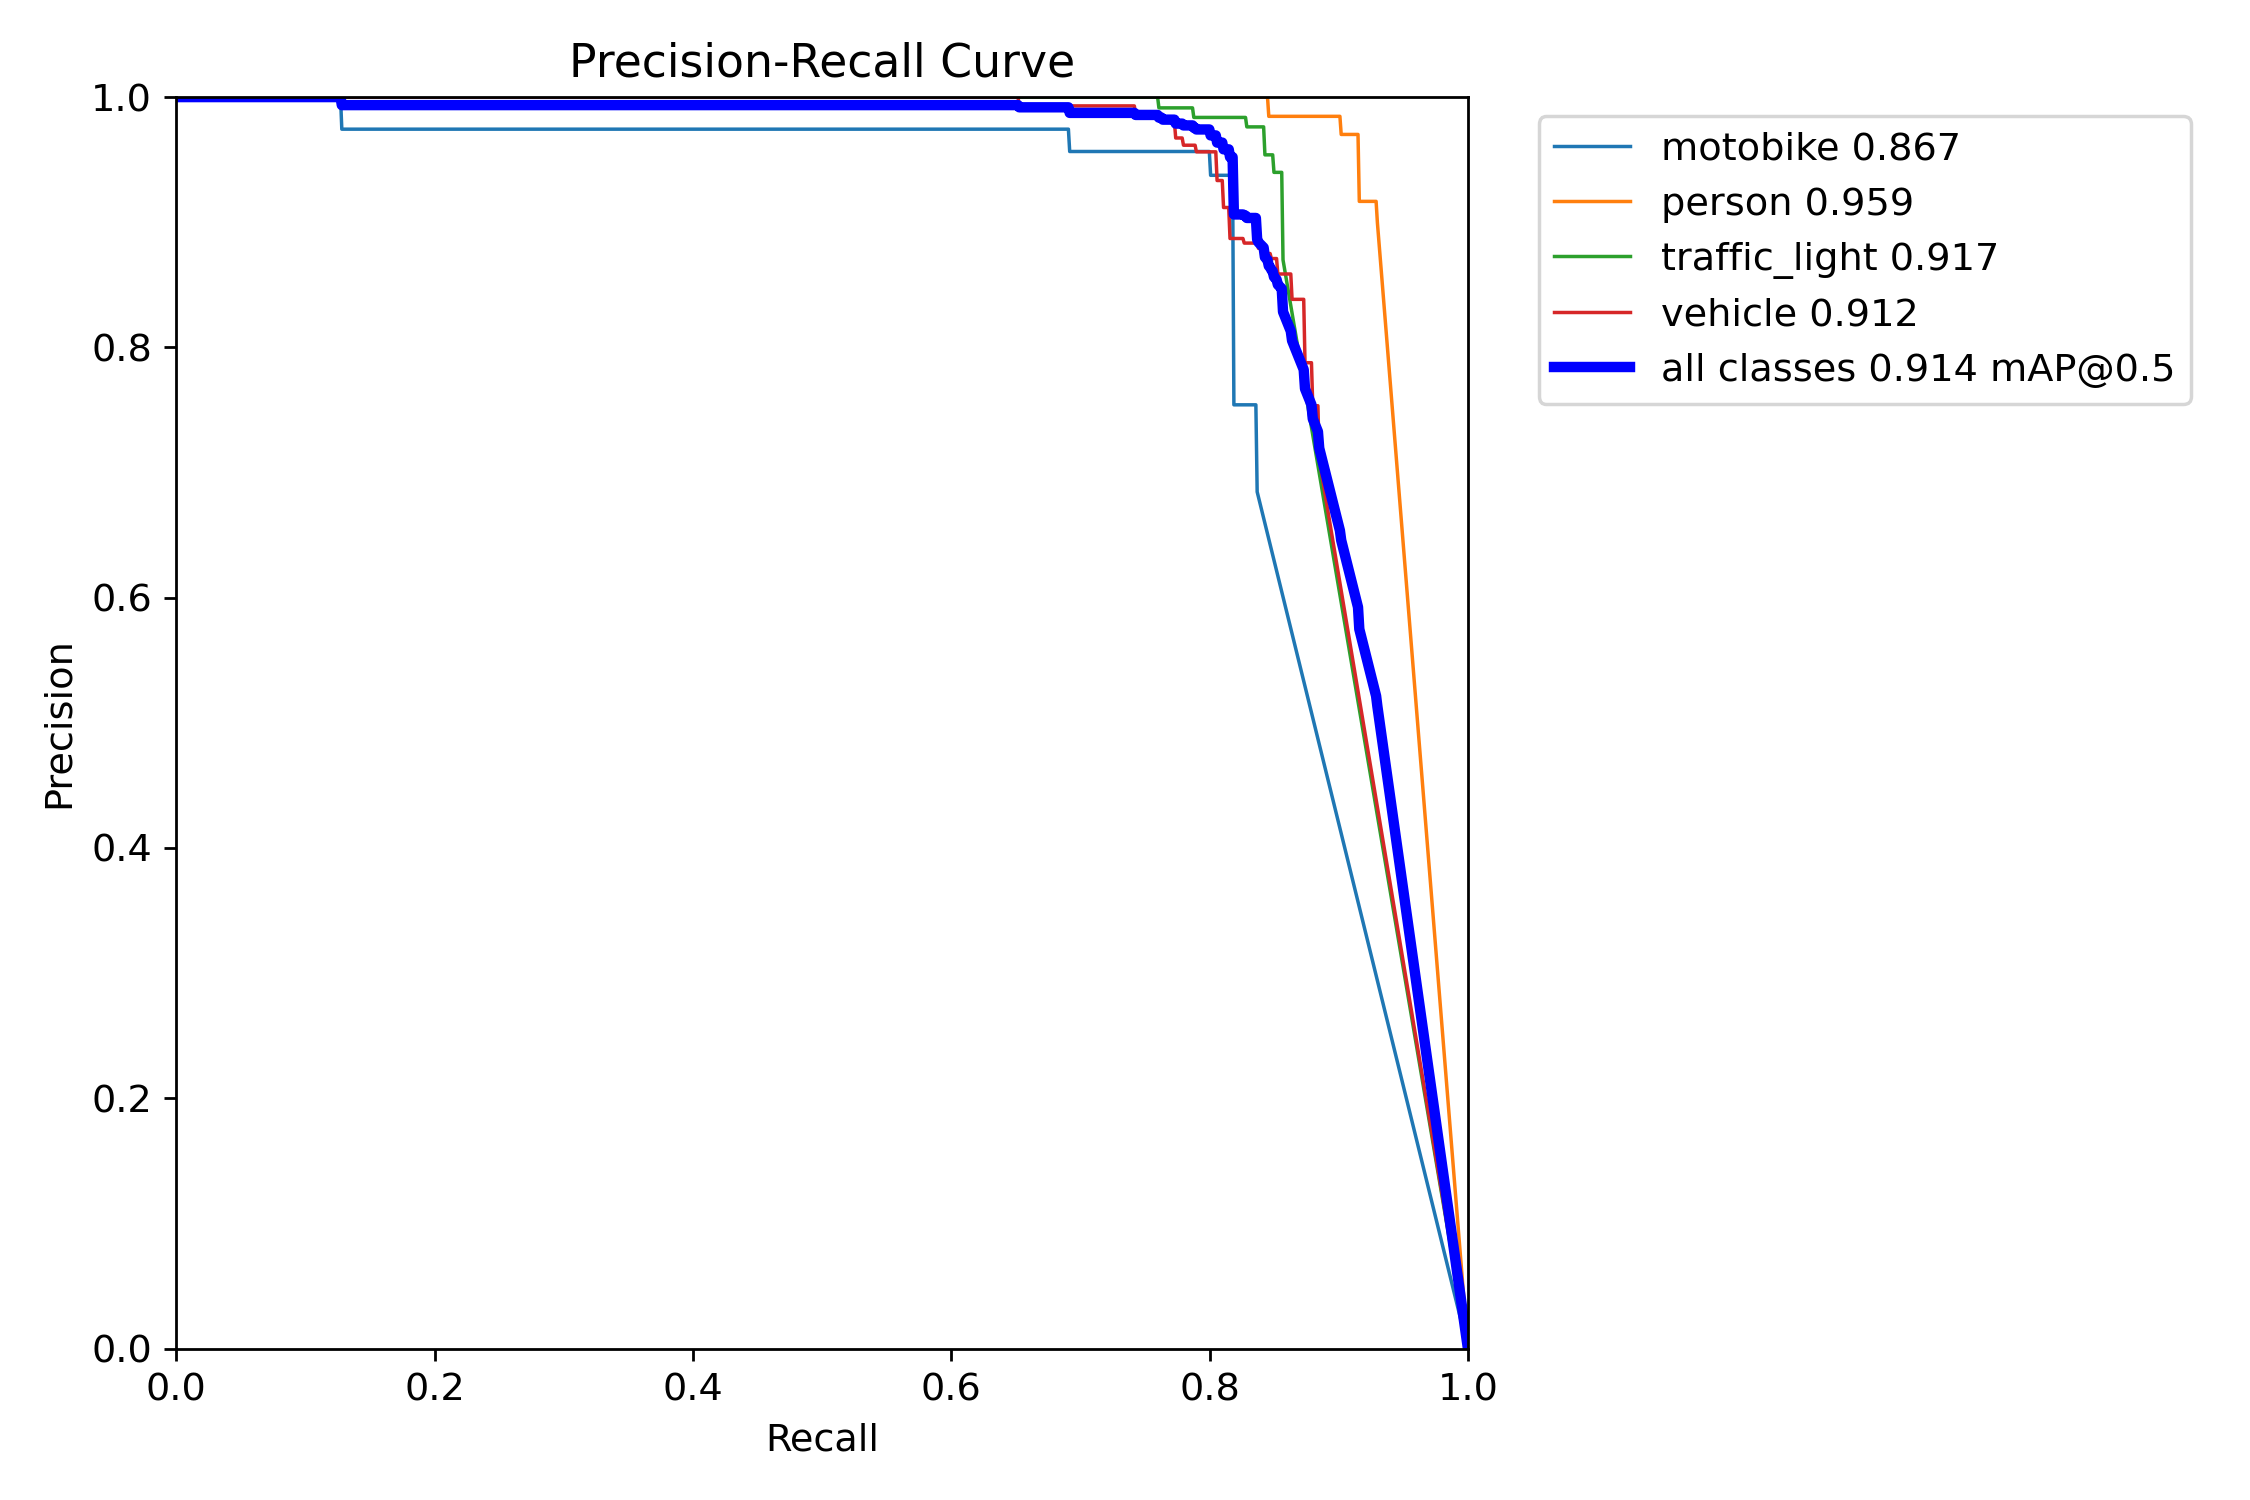 Precision-Recall Curve
1.0
0.8
0.6
0.4
0.2
0.0
Precision
0.0 0.2 0.4 0.6 0.8 1.0
Recall
motobike 0.867
person 0.959
traffic_light 0.917
vehicle 0.912
all classes 0.914 mAP@0.5